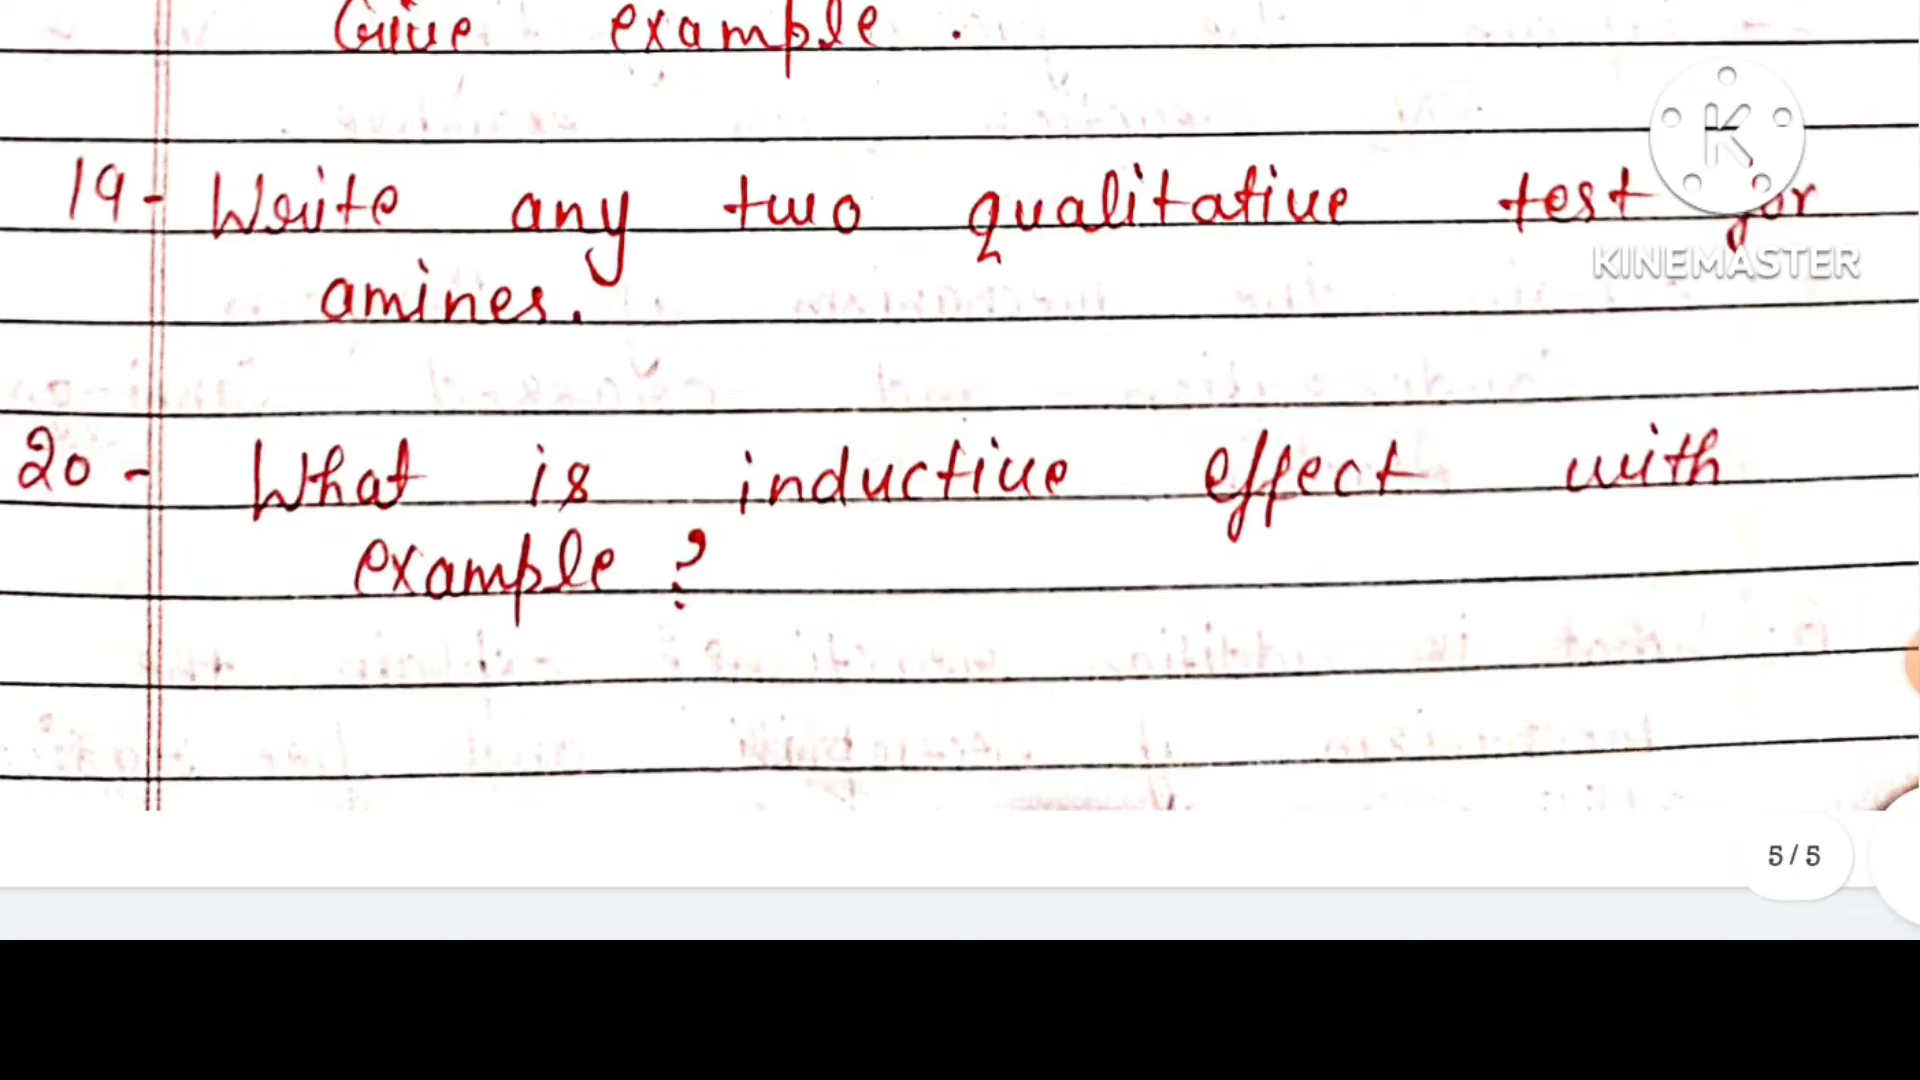 Give example.
19- Write any two qualitative test for
KINEMASTER
amines.
20- What is inductive effect with
example?
5/5